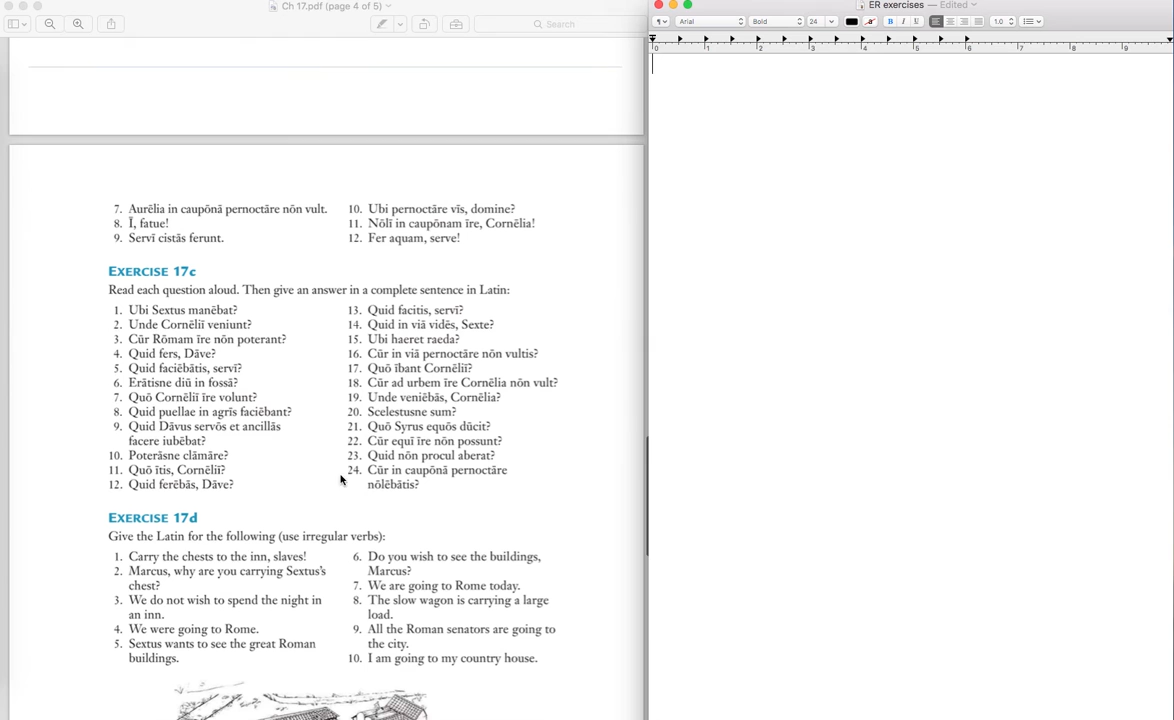 Ch 17.pdf (page 4 of 5)
Search
ER exercises — Edited
Arial
Bold
24
B I U
1.0
0 1 2 3 4 5 6 7 8 9
7. Aurēlia in caupōnā pernoctāre nōn vult.
8. Ī, fatue!
9. Servī cistās ferunt.
10. Ubi pernoctāre vīs, domine?
11. Nōlī in caupōnam īre, Cornēlia!
12. Fer aquam, serve!
EXERCISE 17c
Read each question aloud. Then give an answer in a complete sentence in Latin:
1. Ubi Sextus manēbat?
2. Unde Cornēliī veniunt?
3. Cūr Rōmam īre nōn poterant?
4. Quid fers, Dāve?
5. Quid faciēbātis, servī?
6. Erātisne diū in fossā?
7. Quō Cornēliī īre volunt?
8. Quid puellae in agrīs faciēbant?
9. Quid Dāvus servōs et ancillās
facere iubēbat?
10. Poterāsne clāmāre?
11. Quō ītis, Cornēliī?
12. Quid ferēbās, Dāve?
13. Quid facitis, servī?
14. Quid in viā vidēs, Sexte?
15. Ubi haeret raeda?
16. Cūr in viā pernoctāre nōn vultis?
17. Quō ībant Cornēliī?
18. Cūr ad urbem īre Cornēlia nōn vult?
19. Unde veniēbās, Cornēlia?
20. Scelestusne sum?
21. Quō Syrus equōs dūcit?
22. Cūr equī īre nōn possunt?
23. Quid nōn procul aberat?
24. Cūr in caupōnā pernoctāre
nōlēbātis?
EXERCISE 17d
Give the Latin for the following (use irregular verbs):
1. Carry the chests to the inn, slaves!
2. Marcus, why are you carrying Sextus's
chest?
3. We do not wish to spend the night in
an inn.
4. We were going to Rome.
5. Sextus wants to see the great Roman
buildings.
6. Do you wish to see the buildings,
Marcus?
7. We are going to Rome today.
8. The slow wagon is carrying a large
load.
9. All the Roman senators are going to
the city.
10. I am going to my country house.